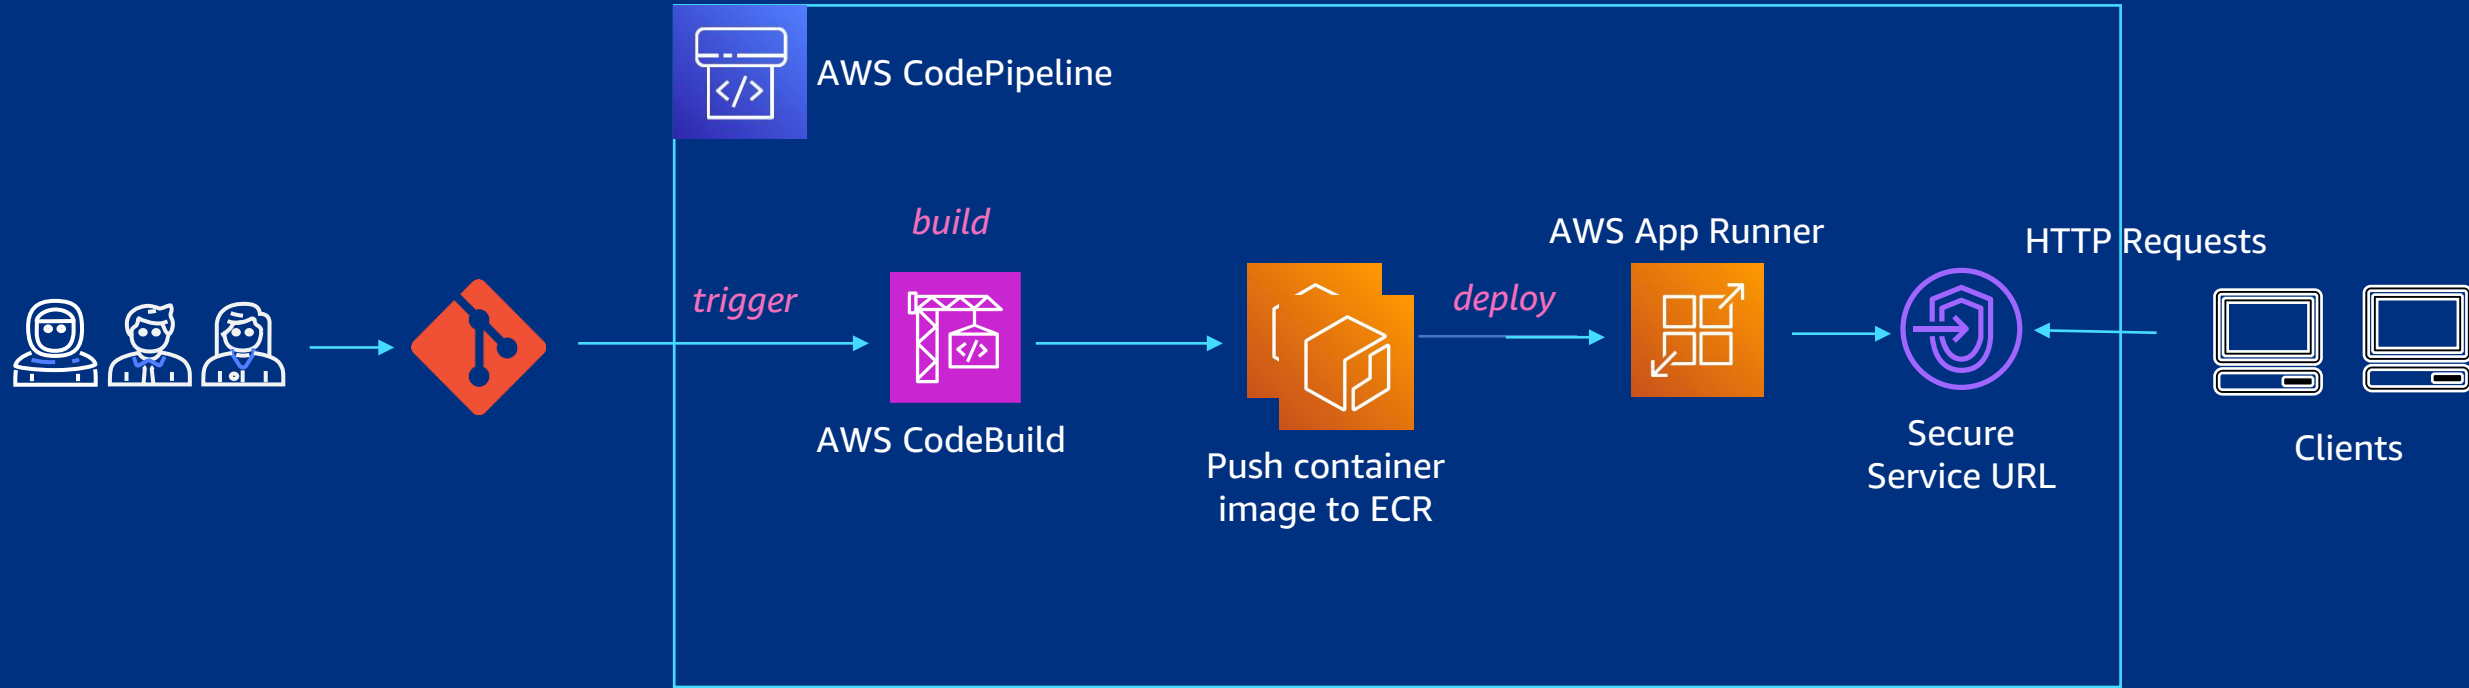 AWS CodePipeline
build
trigger
AWS CodeBuild
Push container
image to ECR
deploy
AWS App Runner
Secure
Service URL
HTTP Requests
Clients